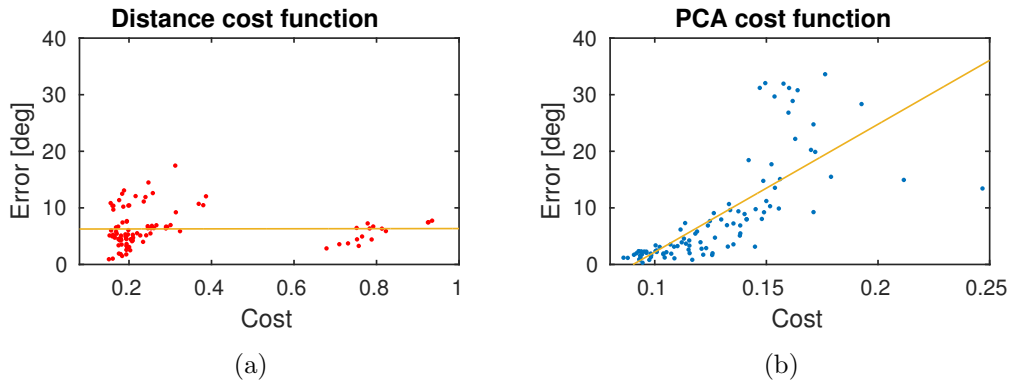 Distance cost function
40
30
20
10
0
Error [deg]
0.2
0.4
0.6
0.8
1
Cost
(a)
PCA cost function
40
30
20
10
0
Error [deg]
0.1
0.15
0.2
0.25
Cost
(b)